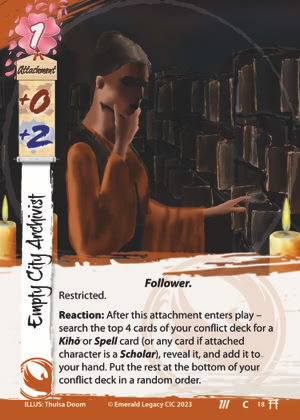 1
Attachment
+0
+2
Empty City Archivist
Follower.
Restricted.
Reaction: After this attachment enters play –
search the top 4 cards of your conflict deck for a
Kihō or Spell card (or any card if attached
character is a Scholar), reveal it, and add it to
your hand. Put the rest at the bottom of your
conflict deck in a random order.
ILLUS: Thulsa Doom © Emerald Legacy CIC 2023 C 18